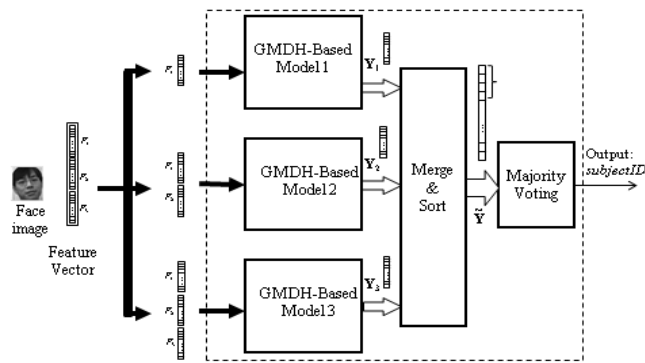 GMDH-Based
Model1
Y₁
GMDH-Based
Model2
Y₂
GMDH-Based
Model3
Y₃
Merge
&
Sort
Ỹ
Majority
Voting
Output:
subjectID
Face
image
Feature
Vector